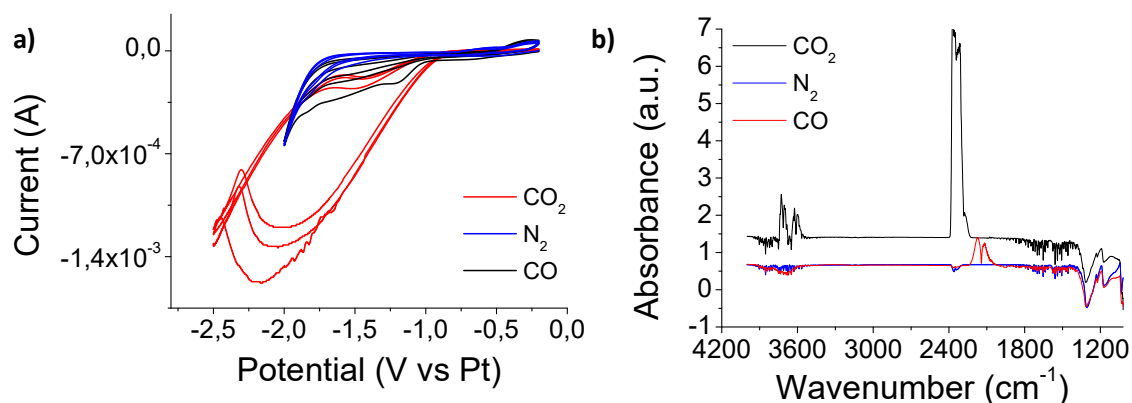 a)
0,0
-7,0x10⁻⁴
-1,4x10⁻³
Current (A)
CO₂
N₂
CO
-2,5 -2,0 -1,5 -1,0 -0,5 0,0
Potential (V vs Pt)
b)
7
6
5
4
3
2
1
0
-1
Absorbance (a.u.)
CO₂
N₂
CO
4200 3600 3000 2400 1800 1200
Wavenumber (cm⁻¹)